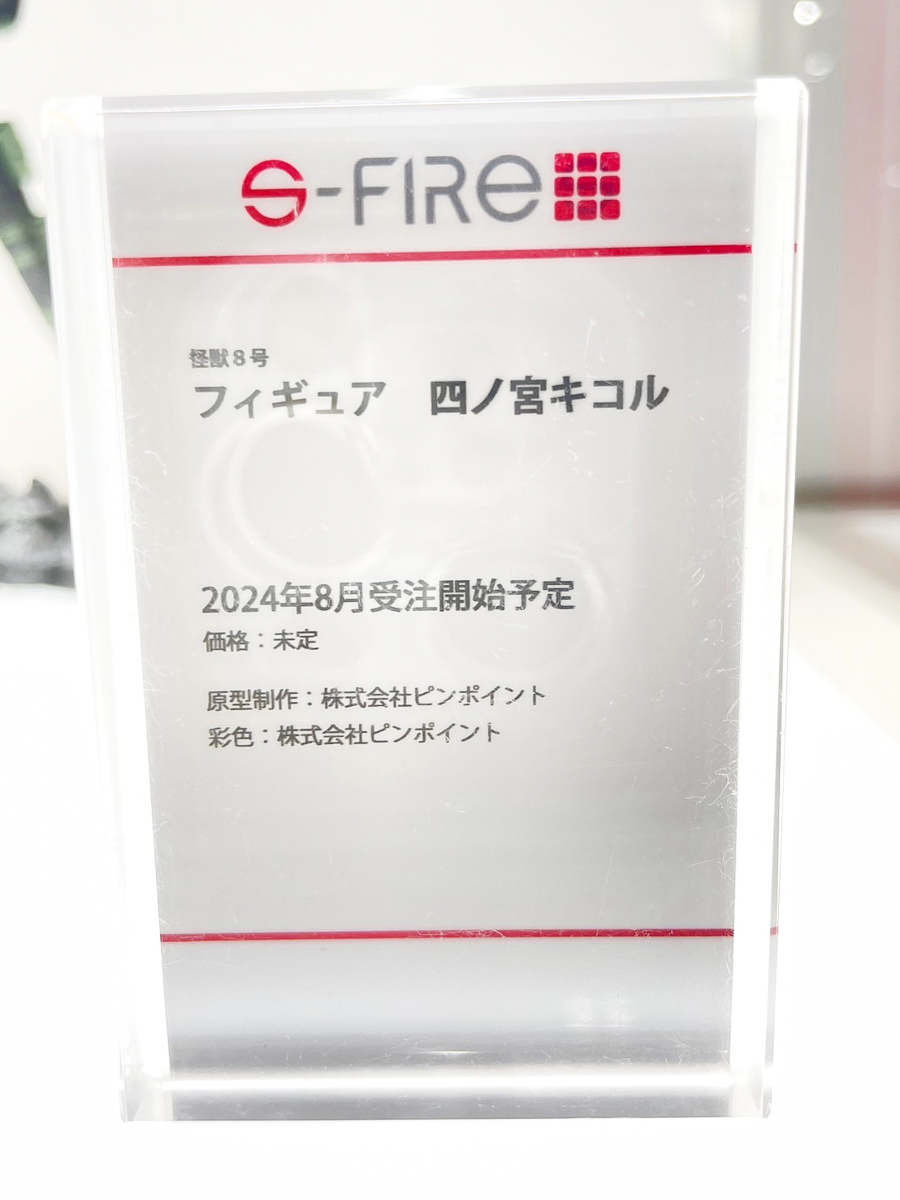 S-FIRE
怪獣８号
フィギュア　四ノ宮キコル
2024年8月受注開始予定
価格：未定
原型制作：株式会社ピンポイント
彩色：株式会社ピンポイント